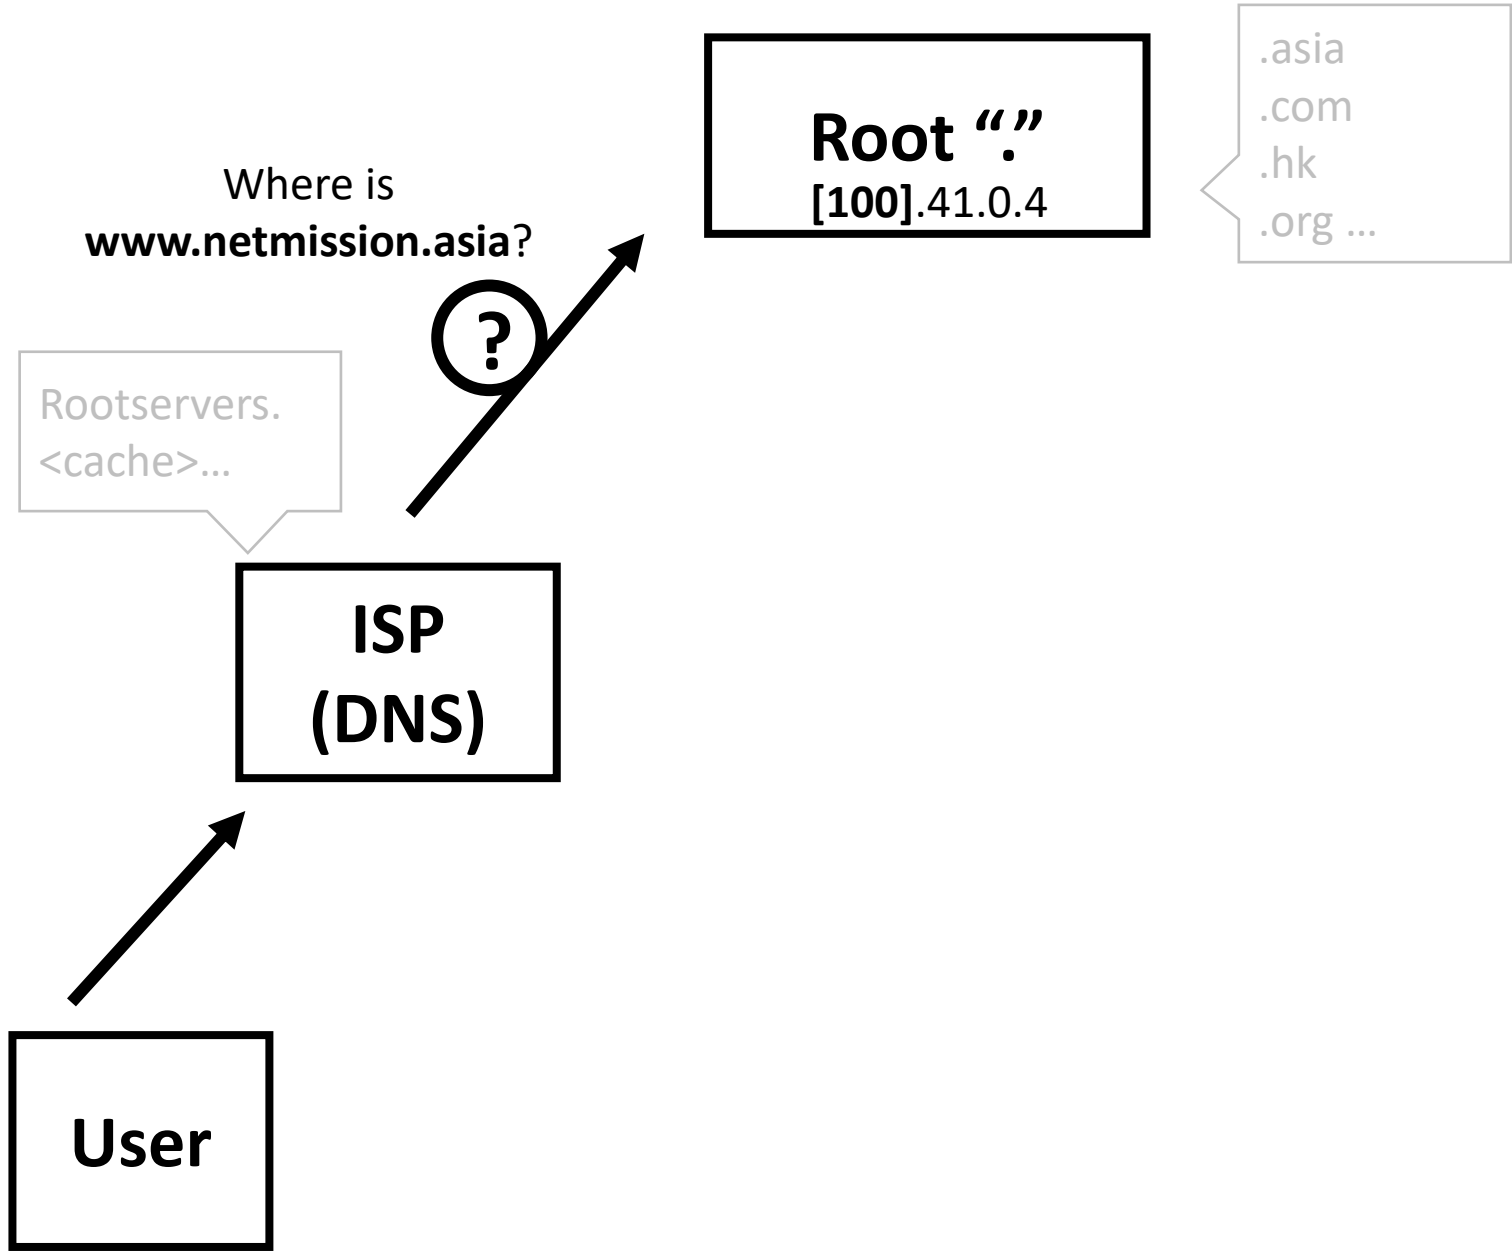 .asia
.com
.hk
.org ...
Root “.”
[100].41.0.4
Where is
www.netmission.asia?
?
Rootservers.
<cache>...
ISP
(DNS)
User